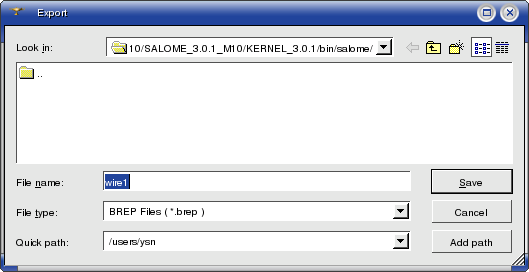 Export
Look in: 10/SALOME_3.0.1_M10/KERNEL_3.0.1/bin/salome/
..
File name: wire1 Save
File type: BREP Files ( *.brep ) Cancel
Quick path: /users/ysn Add path